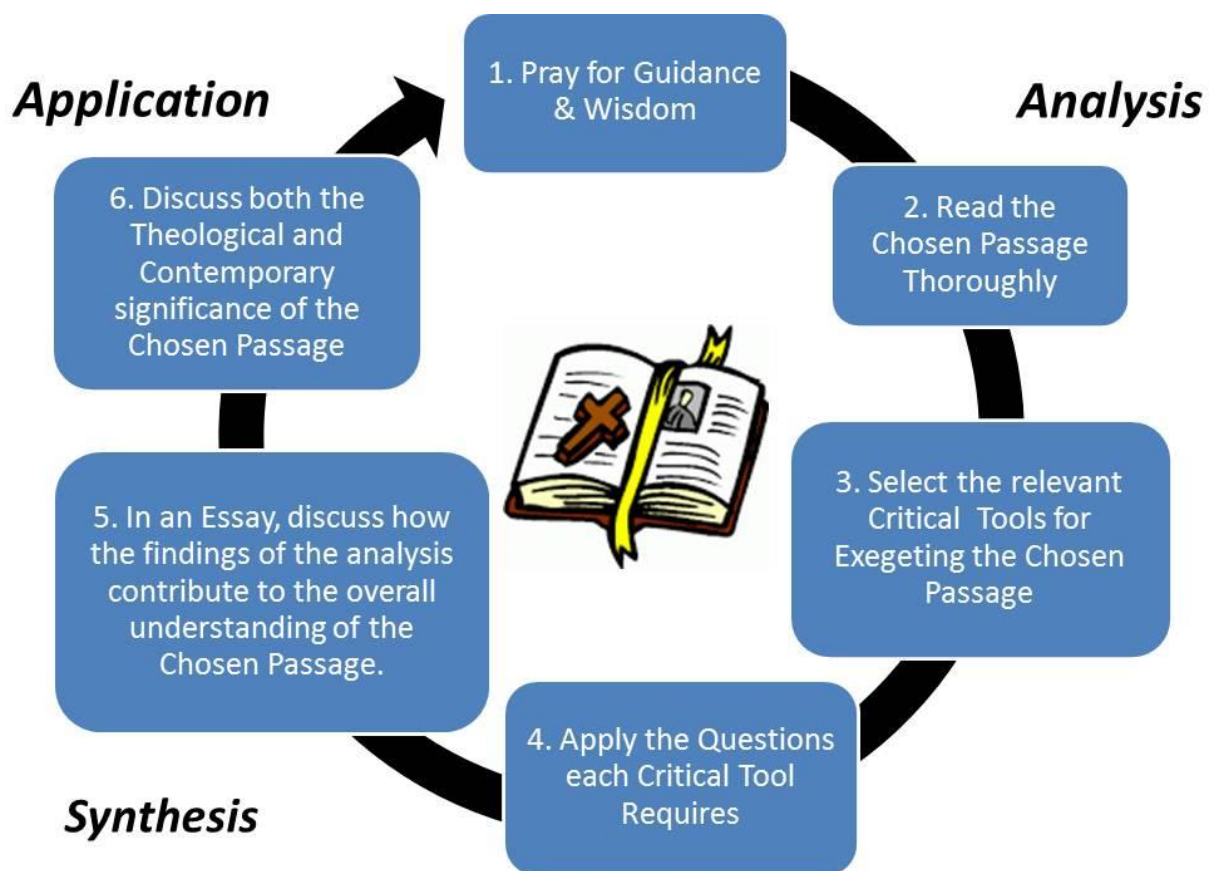 Application
Analysis
1. Pray for Guidance
& Wisdom
2. Read the
Chosen Passage
Thoroughly
3. Select the relevant
Critical Tools for
Exegeting the Chosen
Passage
4. Apply the Questions
each Critical Tool
Requires
5. In an Essay, discuss how
the findings of the analysis
contribute to the overall
understanding of the
Chosen Passage.
6. Discuss both the
Theological and
Contemporary
significance of the
Chosen Passage
Synthesis